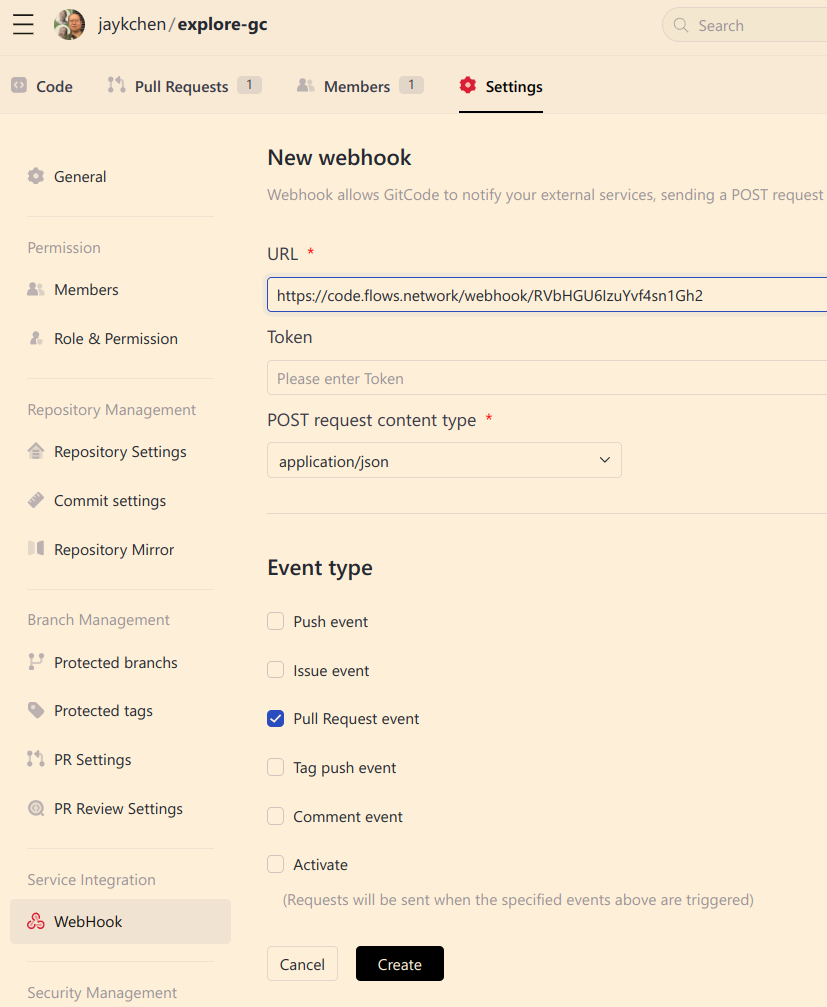 jaykchen/explore-gc
Search
Code
Pull Requests 1
Members 1
Settings
General
Permission
Members
Role & Permission
Repository Management
Repository Settings
Commit settings
Repository Mirror
Branch Management
Protected branchs
Protected tags
PR Settings
PR Review Settings
Service Integration
WebHook
Security Management
New webhook
Webhook allows GitCode to notify your external services, sending a POST request
URL *
https://code.flows.network/webhook/RVbHGU6IzuYvf4sn1Gh2
Token
Please enter Token
POST request content type *
application/json
Event type
Push event
Issue event
Pull Request event
Tag push event
Comment event
Activate
(Requests will be sent when the specified events above are triggered)
Cancel
Create